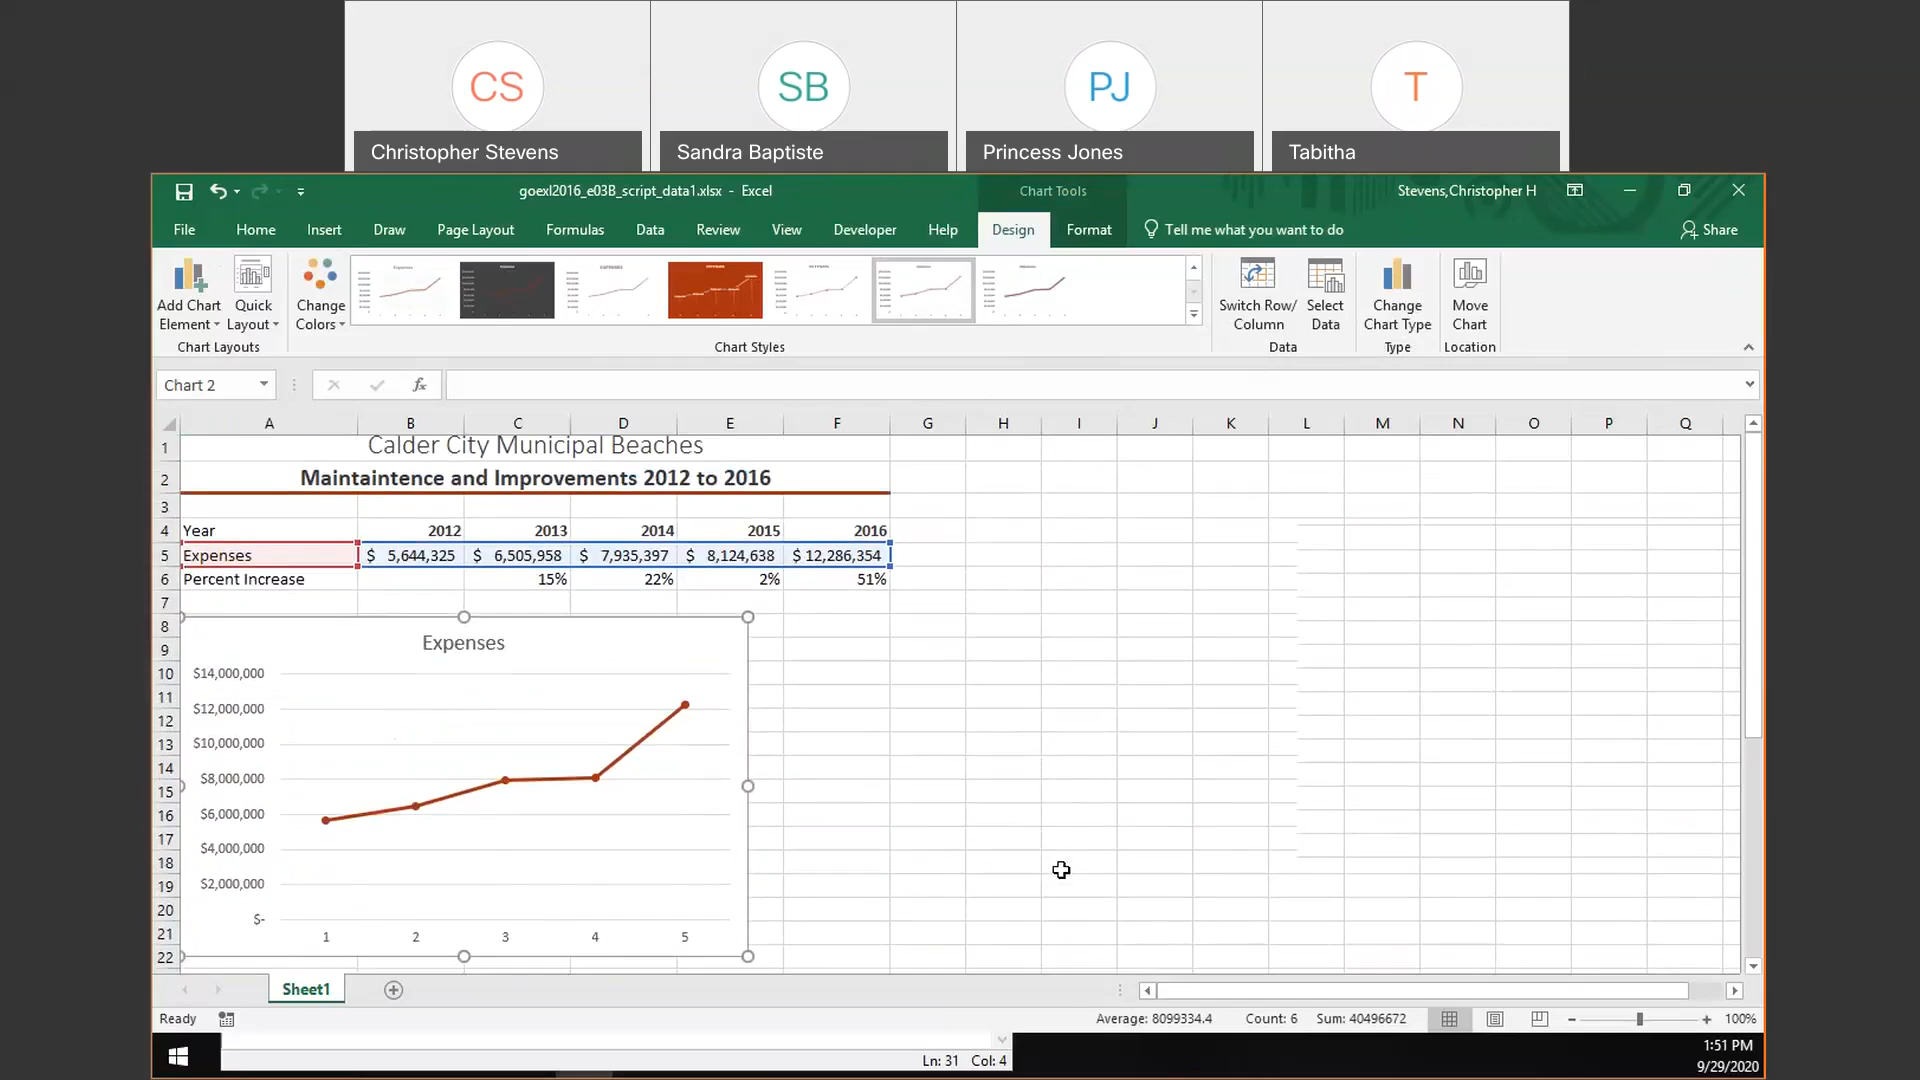 CS SB PJ T
Christopher Stevens Sandra Baptiste Princess Jones Tabitha
goexl2016_e03B_script_data1.xlsx - Excel Chart Tools Stevens,Christopher H
File Home Insert Draw Page Layout Formulas Data Review View Developer Help Design Format Tell me what you want to do Share
Add Chart Quick Change Switch Row/ Select Change Move
Element Layout Colors Column Data Chart Type Chart
Chart Layouts Chart Styles Data Type Location
Chart 2 fx
A B C D E F G H I J K L M N O P Q
1 Calder City Municipal Beaches
2 Maintaintence and Improvements 2012 to 2016
3
4 Year 2012 2013 2014 2015 2016
5 Expenses $ 5,644,325 $ 6,505,958 $ 7,935,397 $ 8,124,638 $ 12,286,354
6 Percent Increase 15% 22% 2% 51%
7
8
9 Expenses
10 $14,000,000
11
12 $12,000,000
13 $10,000,000
14 $8,000,000
15
16 $6,000,000
17
18 $4,000,000
19 $2,000,000
20 $-
21 1 2 3 4 5
22
Sheet1
Ready Average: 8099334.4 Count: 6 Sum: 40496672 100%
1:51 PM
Ln: 31 Col: 4 9/29/2020